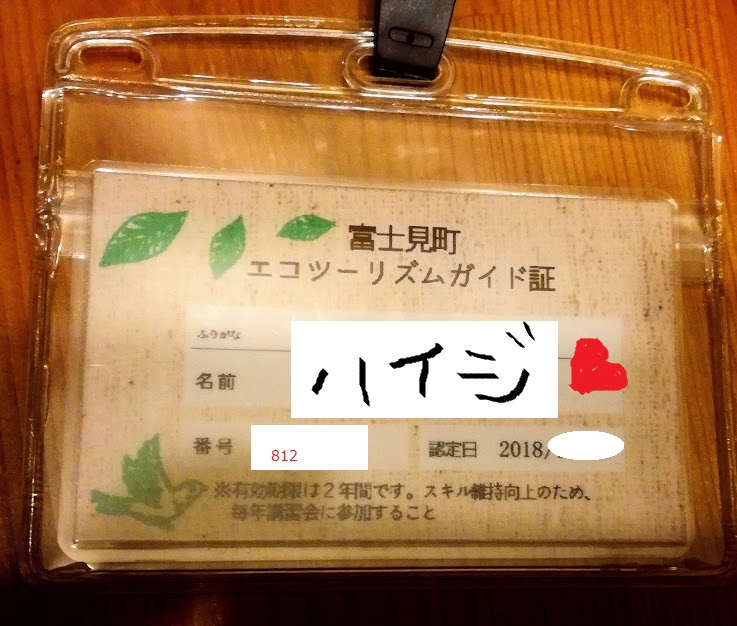 富士見町
エコツーリズムガイド証
ふりがな
名前 ハイジ
番号 812 認定日 2018/
※有効期限は2年間です。スキル維持向上のため、
毎年講習会に参加すること